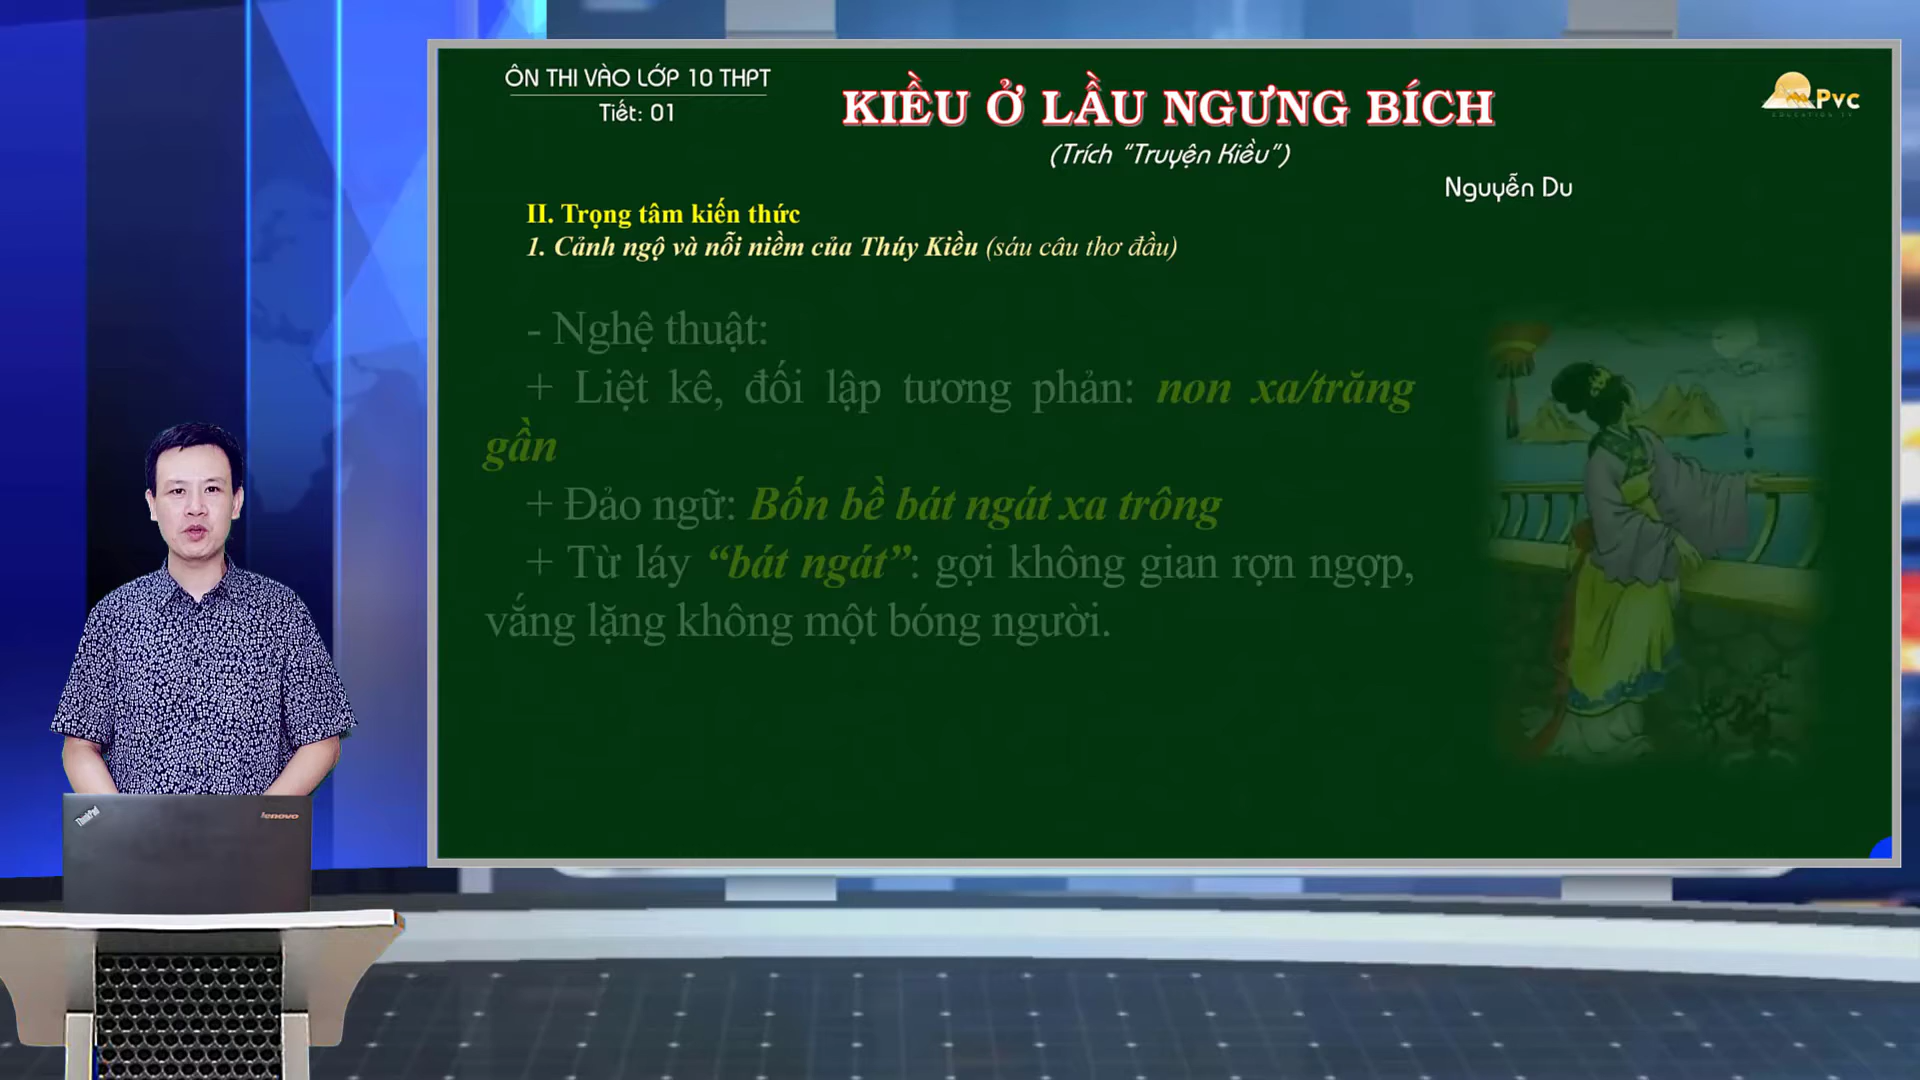 ÔN THI VÀO LỚP 10 THPT
Tiết: 01
KIỀU Ở LẦU NGƯNG BÍCH
(Trích “Truyện Kiều”)
Nguyễn Du
Pvc
EDUCATION TV
II. Trọng tâm kiến thức
1. Cảnh ngộ và nỗi niềm của Thúy Kiều (sáu câu thơ đầu)
- Nghệ thuật:
+ Liệt kê, đối lập tương phản: non xa/trăng
gần
+ Đảo ngữ: Bốn bề bát ngát xa trông
+ Từ láy “bát ngát”: gợi không gian rợn ngợp,
vắng lặng không một bóng người.
ThinkPad
lenovo